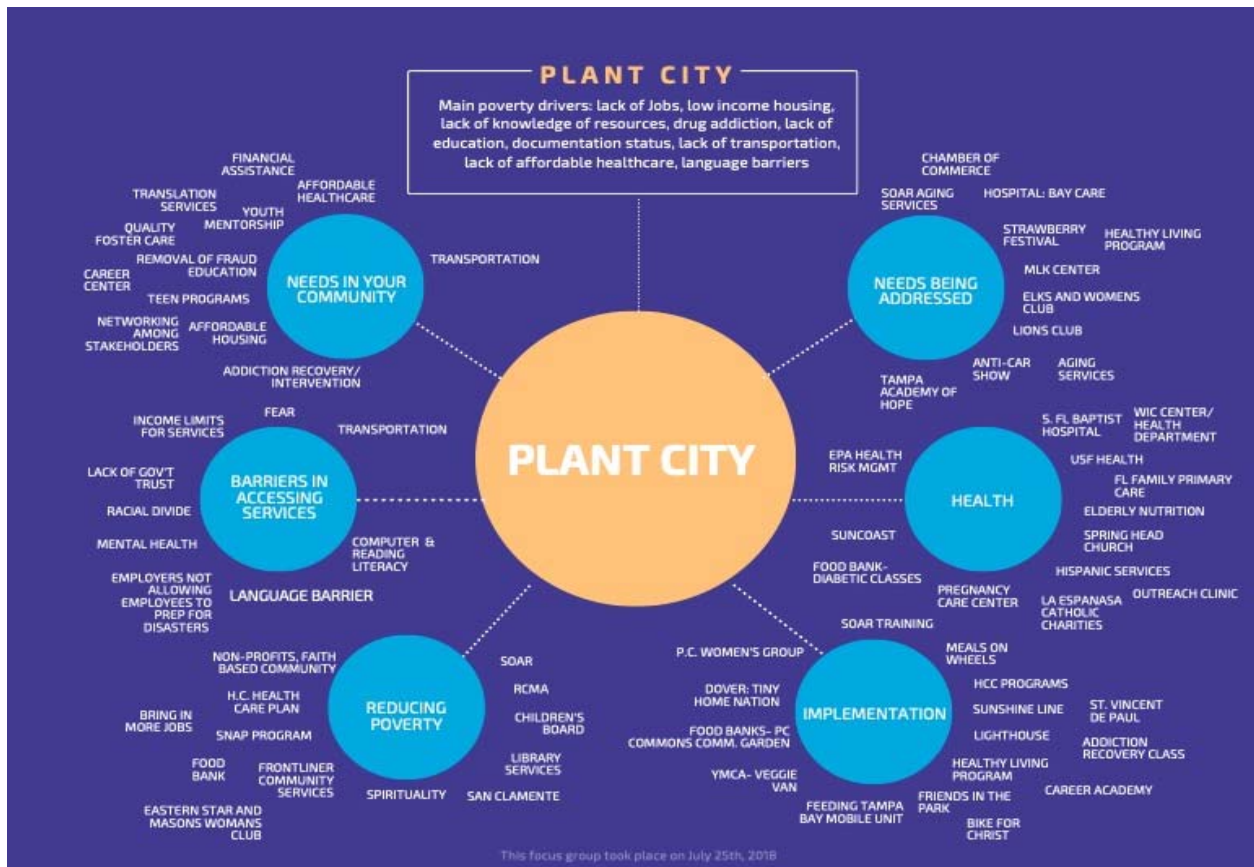 PLANT CITY
Main poverty drivers: lack of Jobs, low income housing,
lack of knowledge of resources, drug addiction, lack of
education, documentation status, lack of transportation,
lack of affordable healthcare, language barriers
FINANCIAL
ASSISTANCE
AFFORDABLE
HEALTHCARE
TRANSLATION
SERVICES
YOUTH
MENTORSHIP
QUALITY
FOSTER CARE
REMOVAL OF FRAUD
EDUCATION
CAREER
CENTER
TEEN PROGRAMS
NETWORKING
AMONG
STAKEHOLDERS
AFFORDABLE
HOUSING
ADDICTION RECOVERY/
INTERVENTION
TRANSPORTATION
NEEDS IN YOUR
COMMUNITY
CHAMBER OF
COMMERCE
SOAR AGING
SERVICES
HOSPITAL: BAY CARE
STRAWBERRY
FESTIVAL
HEALTHY LIVING
PROGRAM
MLK CENTER
ELKS AND WOMENS
CLUB
LIONS CLUB
ANTI-CAR
SHOW
AGING
SERVICES
TAMPA
ACADEMY OF
HOPE
NEEDS BEING
ADDRESSED
PLANT CITY
INCOME LIMITS
FOR SERVICES
FEAR
TRANSPORTATION
LACK OF GOV'T
TRUST
RACIAL DIVIDE
MENTAL HEALTH
EMPLOYERS NOT
ALLOWING
EMPLOYEES TO
PREP FOR
DISASTERS
LANGUAGE BARRIER
COMPUTER &
READING
LITERACY
BARRIERS IN
ACCESSING
SERVICES
S. FL BAPTIST
HOSPITAL
WIC CENTER/
HEALTH
DEPARTMENT
EPA HEALTH
RISK MGMT
USF HEALTH
FL FAMILY PRIMARY
CARE
ELDERLY NUTRITION
SPRING HEAD
CHURCH
HISPANIC SERVICES
OUTREACH CLINIC
LA ESPANASA
CATHOLIC
CHARITIES
PREGNANCY
CARE CENTER
FOOD BANK-
DIABETIC CLASSES
SUNCOAST
HEALTH
NON-PROFITS, FAITH
BASED COMMUNITY
H.C. HEALTH
CARE PLAN
BRING IN
MORE JOBS
SNAP PROGRAM
FOOD
BANK
FRONTLINER
COMMUNITY
SERVICES
EASTERN STAR AND
MASONS WOMANS
CLUB
SPIRITUALITY
SAN CLAMENTE
LIBRARY
SERVICES
CHILDREN'S
BOARD
RCMA
SOAR
REDUCING
POVERTY
SOAR TRAINING
P.C. WOMEN'S GROUP
MEALS ON
WHEELS
DOVER: TINY
HOME NATION
HCC PROGRAMS
SUNSHINE LINE
ST. VINCENT
DE PAUL
FOOD BANKS- PC
COMMONS COMM. GARDEN
LIGHTHOUSE
ADDICTION
RECOVERY CLASS
YMCA- VEGGIE
VAN
HEALTHY LIVING
PROGRAM
CAREER ACADEMY
FEEDING TAMPA
BAY MOBILE UNIT
FRIENDS IN THE
PARK
BIKE FOR
CHRIST
IMPLEMENTATION
This focus group took place on July 25th, 2018